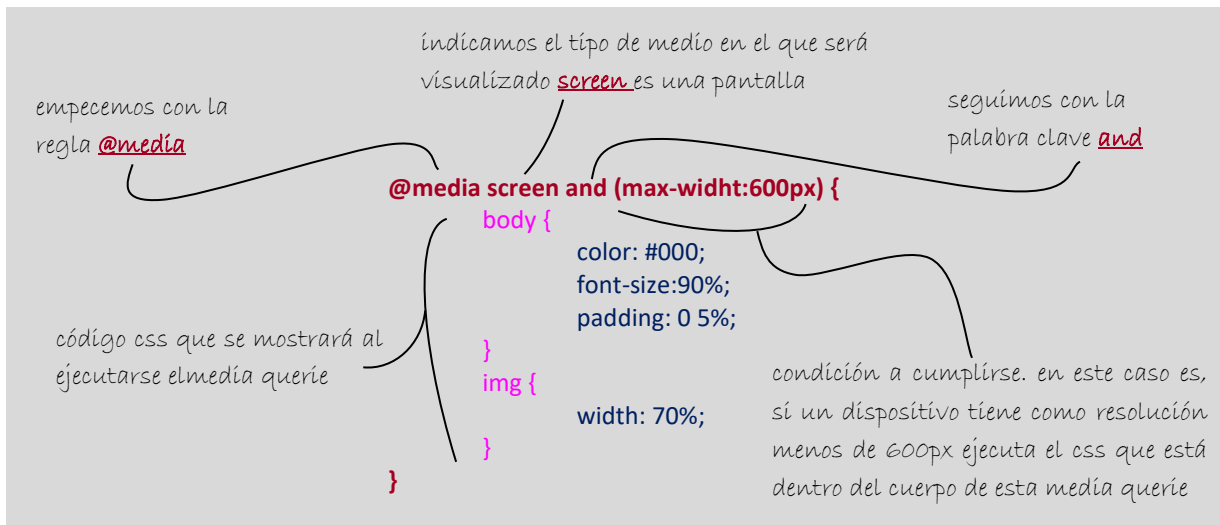 indicamos el tipo de medio en el que será
visualizado screen es una pantalla
empecemos con la
regla @media
seguimos con la
palabra clave and
@media screen and (max-widht:600px) {
body {
color: #000;
font-size:90%;
padding: 0 5%;
}
img {
width: 70%;
}
}
código css que se mostrará al
ejecutarse elmedia querie
condición a cumplirse. en este caso es,
si un dispositivo tiene como resolución
menos de 600px ejecuta el css que está
dentro del cuerpo de esta media querie